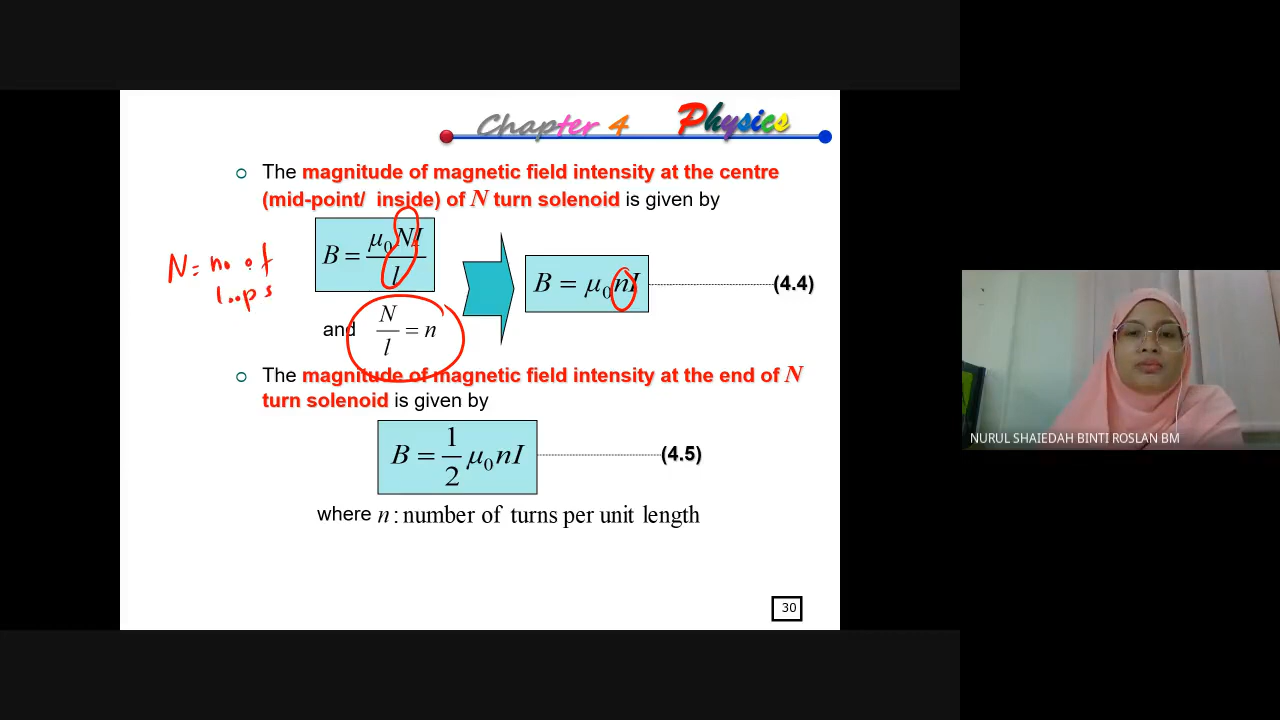 Chapter 4 Physics
The magnitude of magnetic field intensity at the centre
(mid-point/ inside) of N turn solenoid is given by
N = no. of
loops
B = μ₀NI / l
B = μ₀nI (4.4)
and N / l = n
The magnitude of magnetic field intensity at the end of N
turn solenoid is given by
B = 1/2 μ₀nI (4.5)
where n : number of turns per unit length
30
NURUL SHAIEDAH BINTI ROSLAN BM